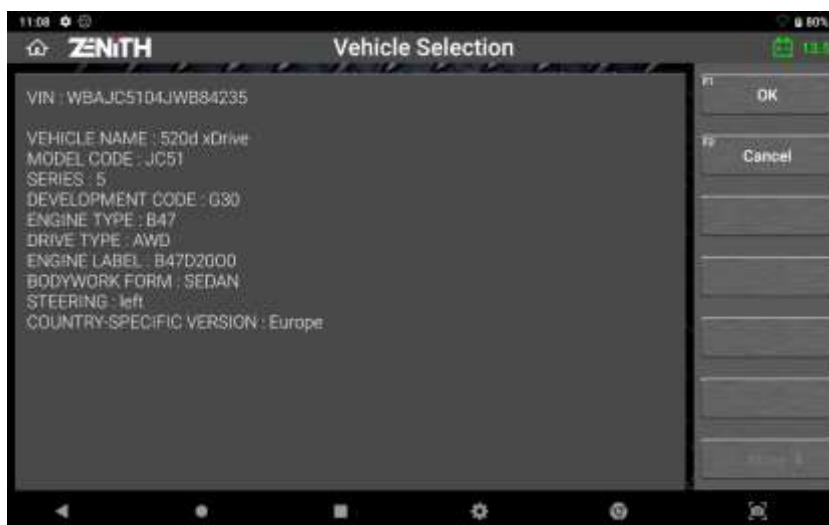 11:08
80%
ZENITH
Vehicle Selection
VIN : WBAJC5104JWB84235
F1
OK
VEHICLE NAME : 520d xDrive
MODEL CODE : JC51
F2
Cancel
SERIES : 5
DEVELOPMENT CODE : G30
ENGINE TYPE : B47
DRIVE TYPE : AWD
ENGINE LABEL : B47D2000
BODYWORK FORM : SEDAN
STEERING : left
COUNTRY-SPECIFIC VERSION : Europe